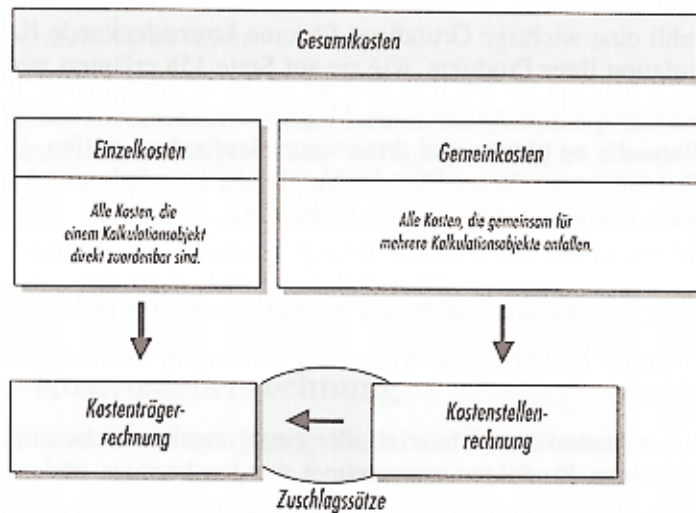 Gesamtkosten
Einzelkosten
Alle Kosten, die
einem Kalkulationsobjekt
direkt zuordenbar sind.
Gemeinkosten
Alle Kosten, die gemeinsam für
mehrere Kalkulationsobjekte anfallen.
Kostenträger-
rechnung
Kostenstellen-
rechnung
Zuschlagssätze